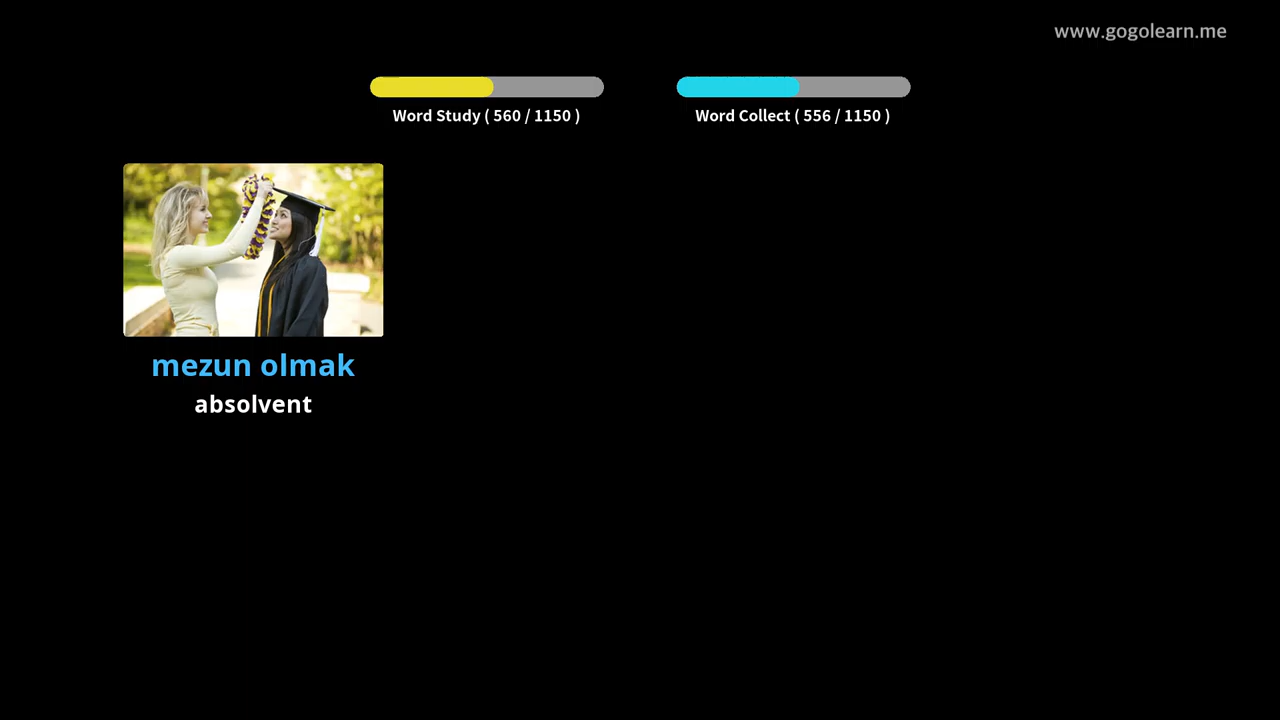 www.gogolearn.me
Word Study ( 560 / 1150 )
Word Collect ( 556 / 1150 )
mezun olmak
absolvent